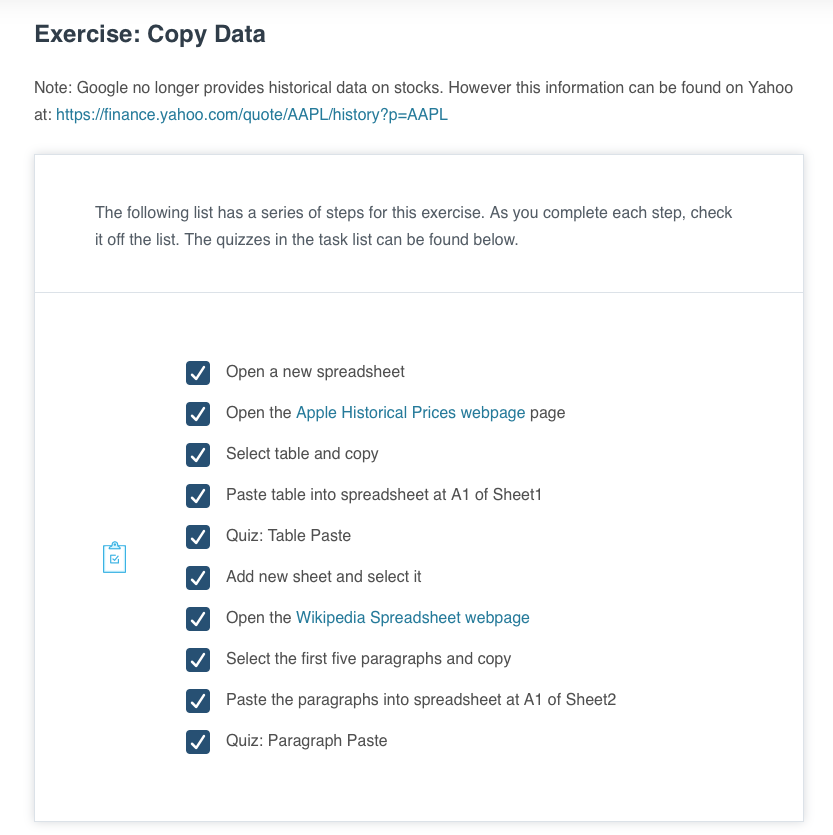 Exercise: Copy Data
Note: Google no longer provides historical data on stocks. However this information can be found on Yahoo
at: https://finance.yahoo.com/quote/AAPL/history?p=AAPL
The following list has a series of steps for this exercise. As you complete each step, check
it off the list. The quizzes in the task list can be found below.
Open a new spreadsheet
Open the Apple Historical Prices webpage page
Select table and copy
Paste table into spreadsheet at A1 of Sheet1
Quiz: Table Paste
Add new sheet and select it
Open the Wikipedia Spreadsheet webpage
Select the first five paragraphs and copy
Paste the paragraphs into spreadsheet at A1 of Sheet2
Quiz: Paragraph Paste